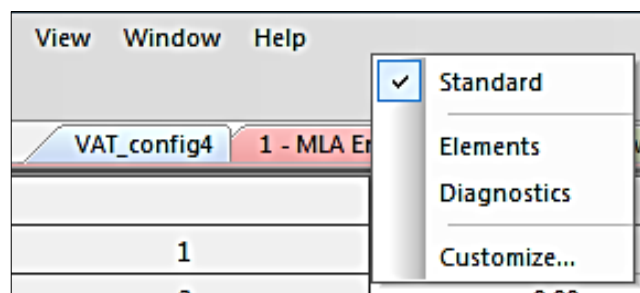 View Window Help
Standard
VAT_config4 1 - MLA Er
Elements
Diagnostics
1
Customize...